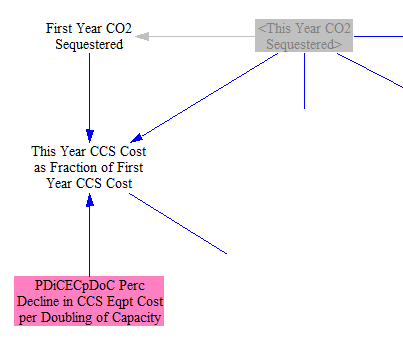 First Year CO2
Sequestered
<This Year CO2
Sequestered>
This Year CCS Cost
as Fraction of First
Year CCS Cost
PDiCECpDoC Perc
Decline in CCS Eqpt Cost
per Doubling of Capacity